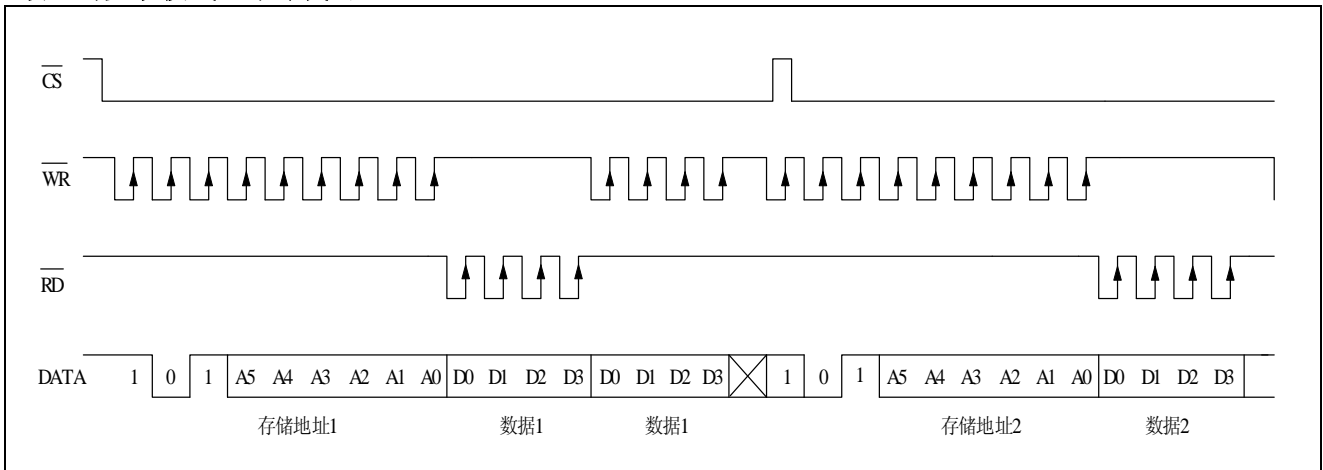 CS
WR
RD
DATA 1 0 1 A5 A4 A3 A2 A1 A0 D0 D1 D2 D3 D0 D1 D2 D3 1 0 1 A5 A4 A3 A2 A1 A0 D0 D1 D2 D3
存储地址1 数据1 数据1 存储地址2 数据2